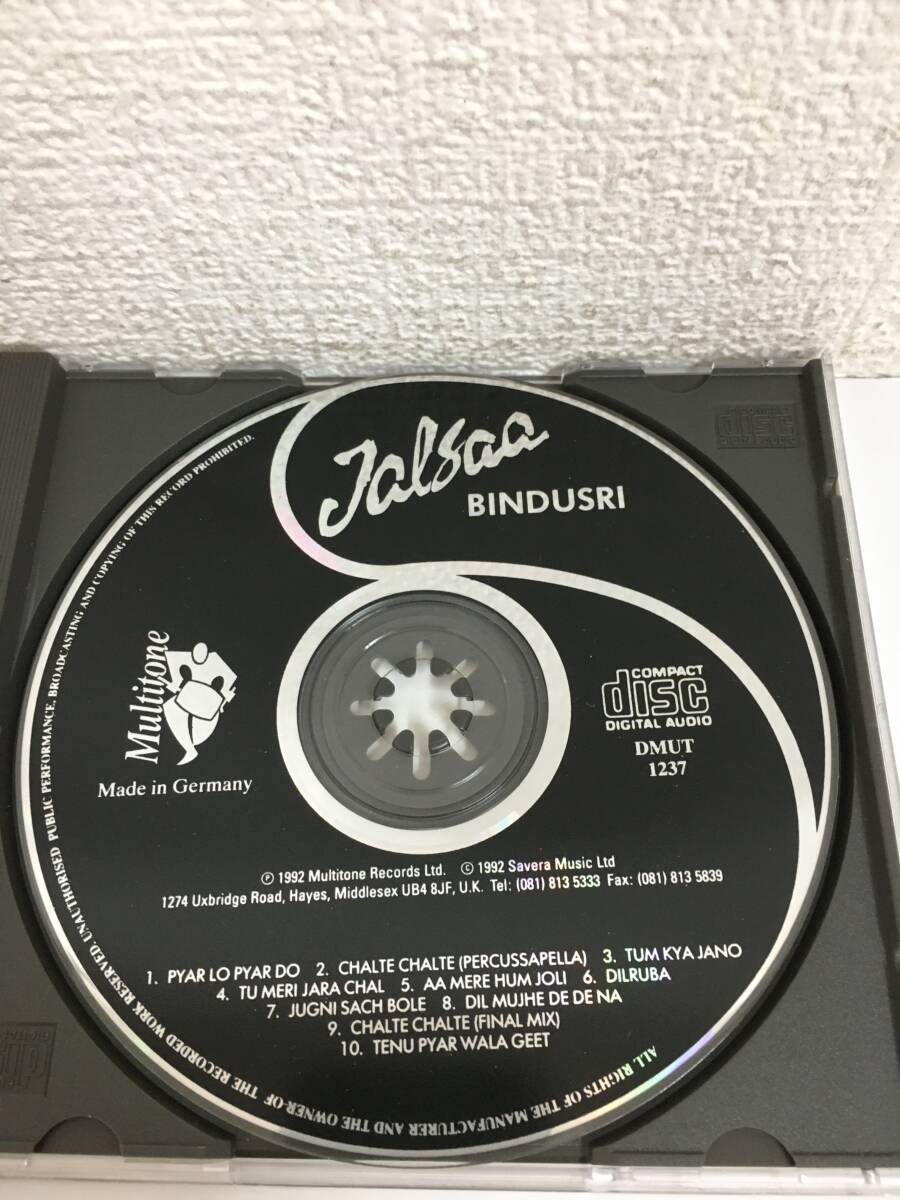 Jalsaa
BINDUSRI
Multitone
Made in Germany
COMPACT
disc
DIGITAL AUDIO
DMUT
1237
℗ 1992 Multitone Records Ltd. © 1992 Savera Music Ltd
1274 Uxbridge Road, Hayes, Middlesex UB4 8JF, U.K. Tel: (081) 813 5333 Fax: (081) 813 5839
1. PYAR LO PYAR DO 2. CHALTE CHALTE (PERCUSSAPELLA) 3. TUM KYA JANO
4. TU MERI JARA CHAL 5. AA MERE HUM JOLI 6. DILRUBA
7. JUGNI SACH BOLE 8. DIL MUJHE DE DE NA
9. CHALTE CHALTE (FINAL MIX)
10. TENU PYAR WALA GEET
ALL RIGHTS OF THE MANUFACTURER AND THE OWNER OF THE RECORDED WORK RESERVED. UNAUTHORISED PUBLIC PERFORMANCE, BROADCASTING AND COPYING OF THIS RECORD PROHIBITED.
disc